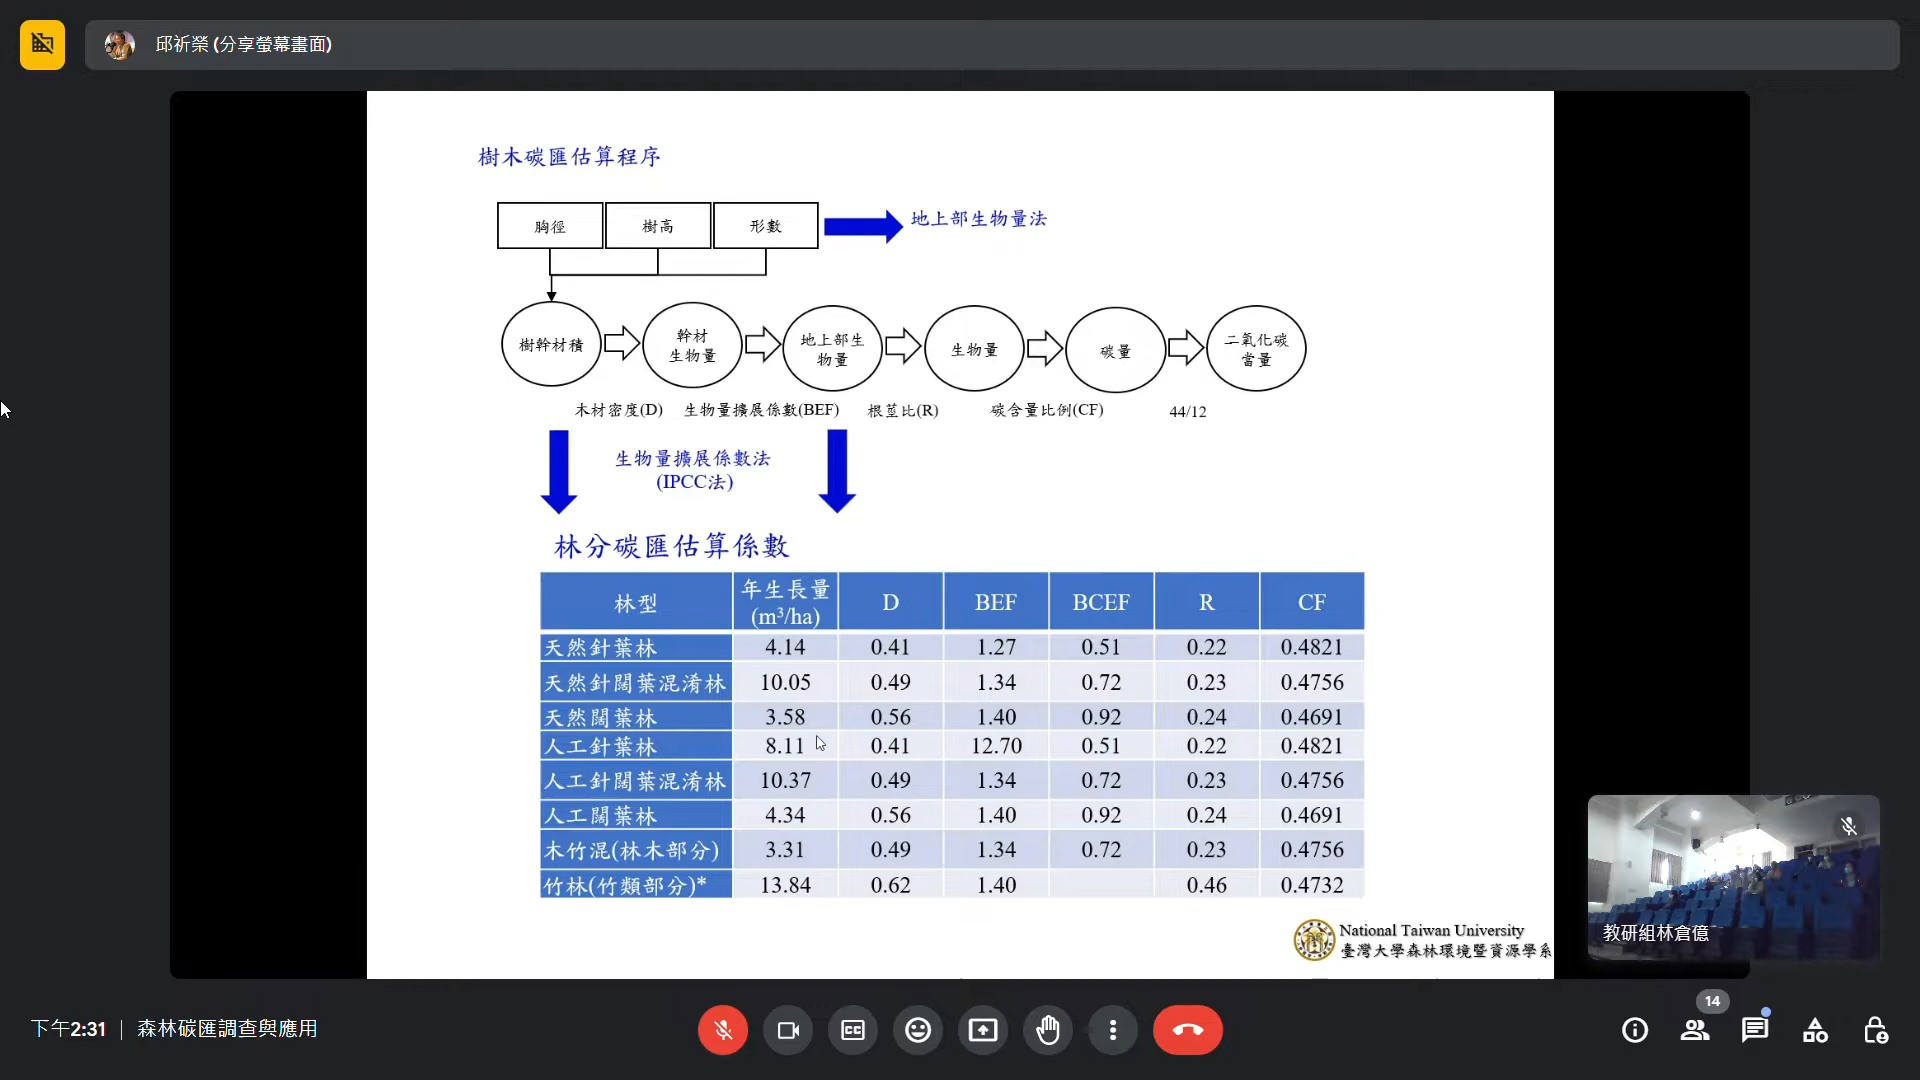 邱祈榮 (分享螢幕畫面)
樹木碳匯估算程序
胸徑 樹高 形數 地上部生物量法
樹幹材積 幹材生物量 地上部生物量 生物量 碳量 二氧化碳當量
木材密度(D) 生物量擴展係數(BEF) 根莖比(R) 碳含量比例(CF) 44/12
生物量擴展係數法
(IPCC法)
林分碳匯估算係數
林型 年生長量(m³/ha) D BEF BCEF R CF
天然針葉林 4.14 0.41 1.27 0.51 0.22 0.4821
天然針闊葉混淆林 10.05 0.49 1.34 0.72 0.23 0.4756
天然闊葉林 3.58 0.56 1.40 0.92 0.24 0.4691
人工針葉林 8.11 0.41 12.70 0.51 0.22 0.4821
人工針闊葉混淆林 10.37 0.49 1.34 0.72 0.23 0.4756
人工闊葉林 4.34 0.56 1.40 0.92 0.24 0.4691
木竹混(林木部分) 3.31 0.49 1.34 0.72 0.23 0.4756
竹林(竹類部分)* 13.84 0.62 1.40 0.46 0.4732
National Taiwan University
臺灣大學森林環境暨資源學系
教研組林倉億
下午2:31 | 森林碳匯調查與應用
14